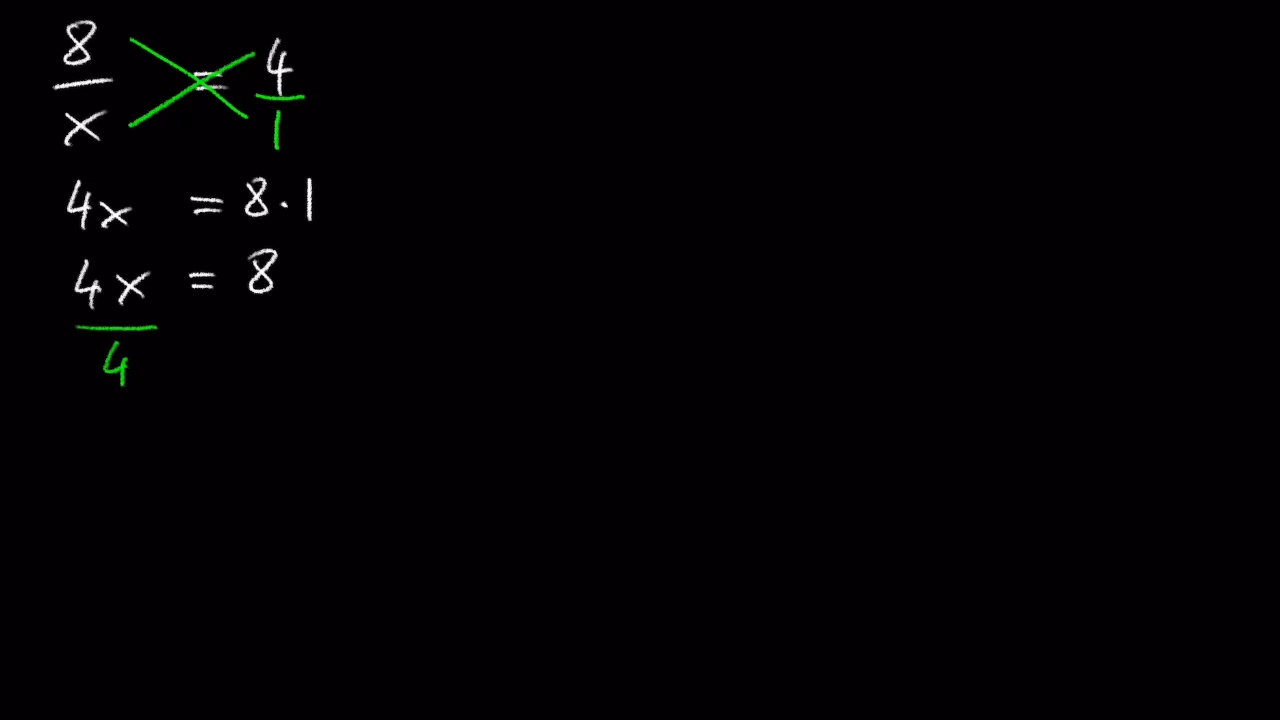 8/x = 4/1
4x = 8·1
4x/4 = 8